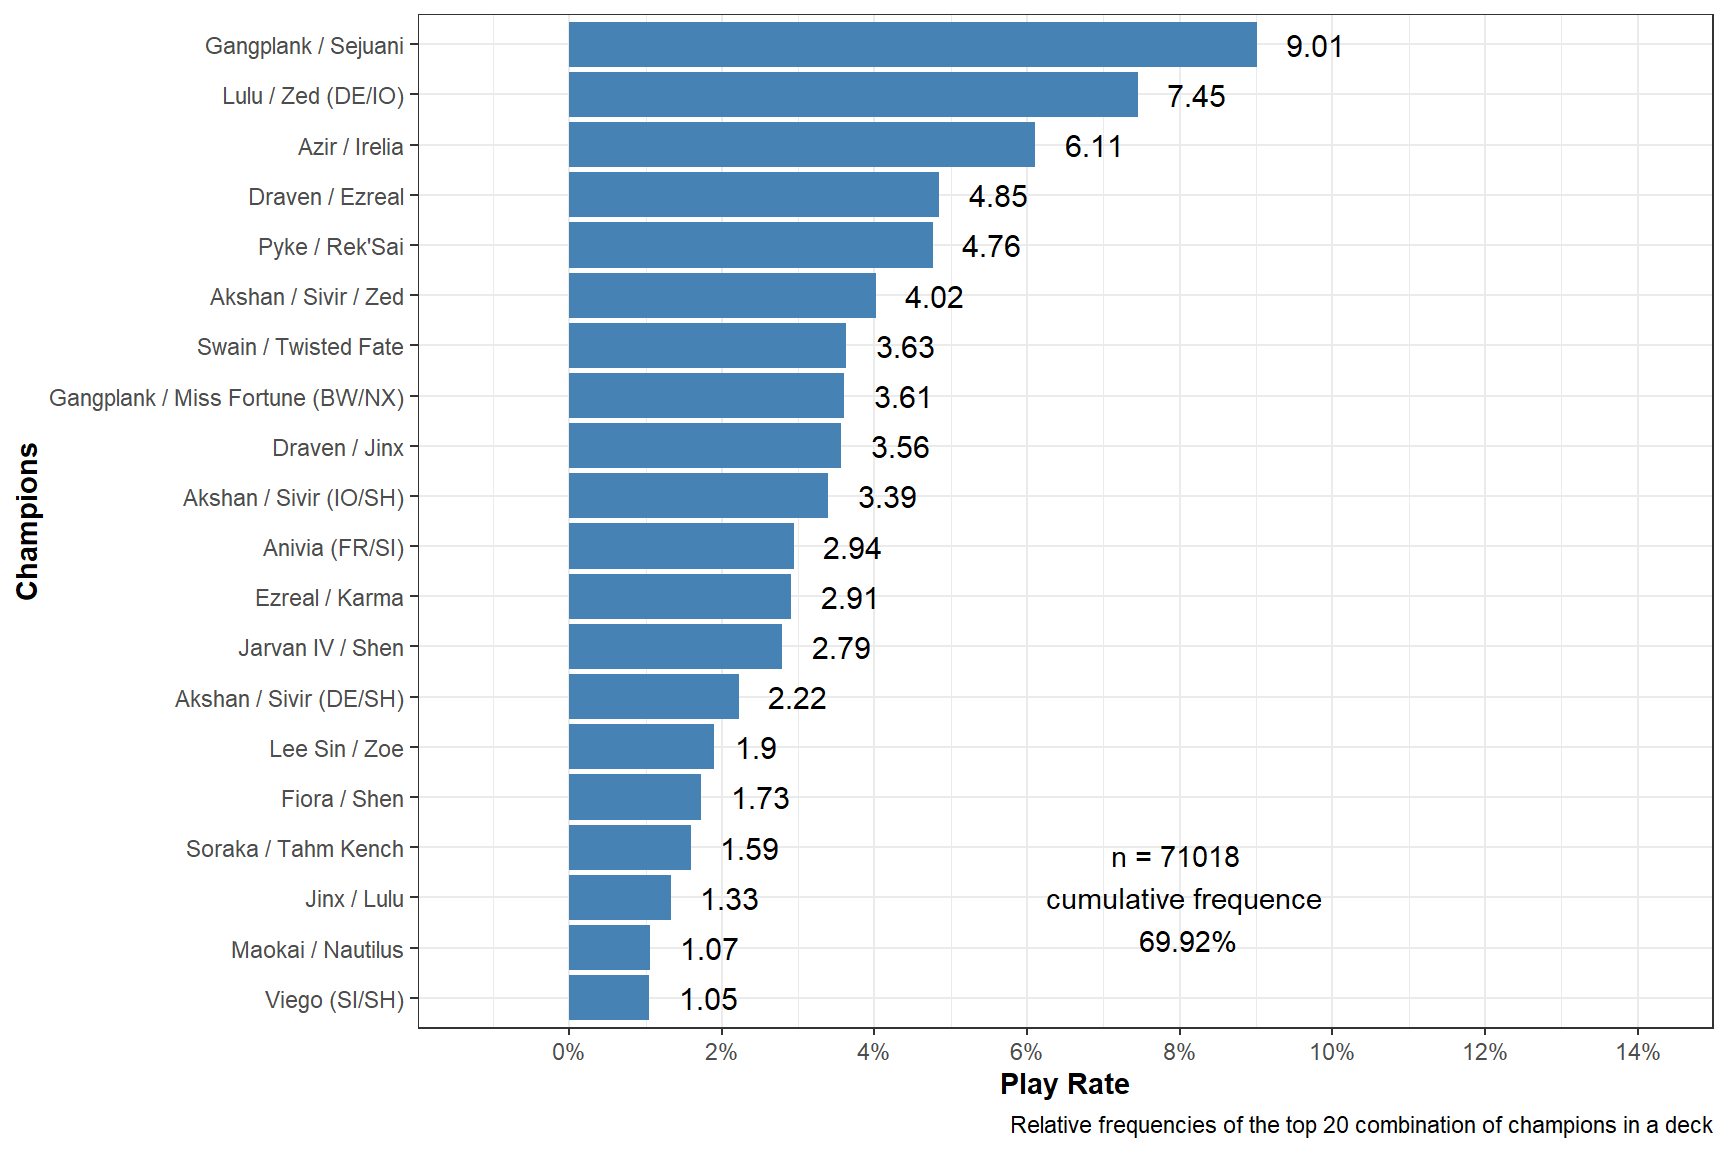 Gangplank / Sejuani 9.01
Lulu / Zed (DE/IO) 7.45
Azir / Irelia 6.11
Draven / Ezreal 4.85
Pyke / Rek'Sai 4.76
Akshan / Sivir / Zed 4.02
Swain / Twisted Fate 3.63
Gangplank / Miss Fortune (BW/NX) 3.61
Draven / Jinx 3.56
Akshan / Sivir (IO/SH) 3.39
Anivia (FR/SI) 2.94
Ezreal / Karma 2.91
Jarvan IV / Shen 2.79
Akshan / Sivir (DE/SH) 2.22
Lee Sin / Zoe 1.9
Fiora / Shen 1.73
Soraka / Tahm Kench 1.59
Jinx / Lulu 1.33
Maokai / Nautilus 1.07
Viego (SI/SH) 1.05
Champions
n = 71018
cumulative frequence
69.92%
0% 2% 4% 6% 8% 10% 12% 14%
Play Rate
Relative frequencies of the top 20 combination of champions in a deck